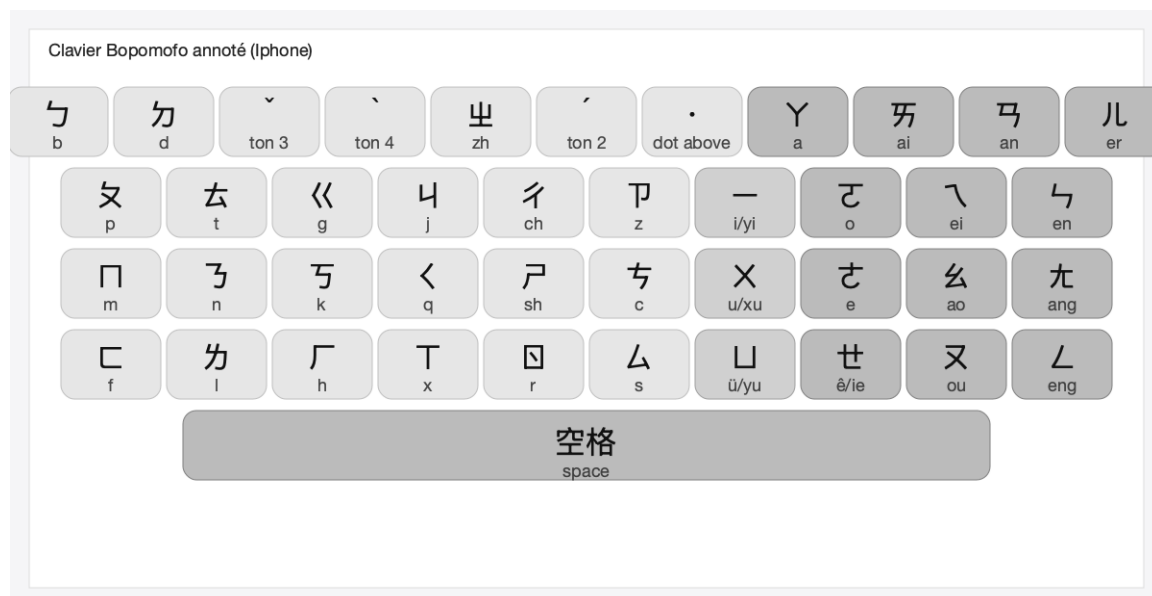 Clavier Bopomofo annoté (Iphone)
ㄅ ㄉ ˇ ˋ ㄓ ˊ ˙ ㄚ ㄞ ㄢ ㄦ
b d ton 3 ton 4 zh ton 2 dot above a ai an er
ㄆ ㄊ ㄍ ㄐ ㄔ ㄗ ㄧ ㄛ ㄟ ㄣ
p t g j ch z i/yi o ei en
ㄇ ㄋ ㄎ ㄑ ㄕ ㄘ ㄨ ㄜ ㄠ ㄤ
m n k q sh c u/xu e ao ang
ㄈ ㄌ ㄏ ㄒ ㄖ ㄙ ㄩ ㄝ ㄡ ㄥ
f l h x r s ü/yu ê/ie ou eng
空格
space